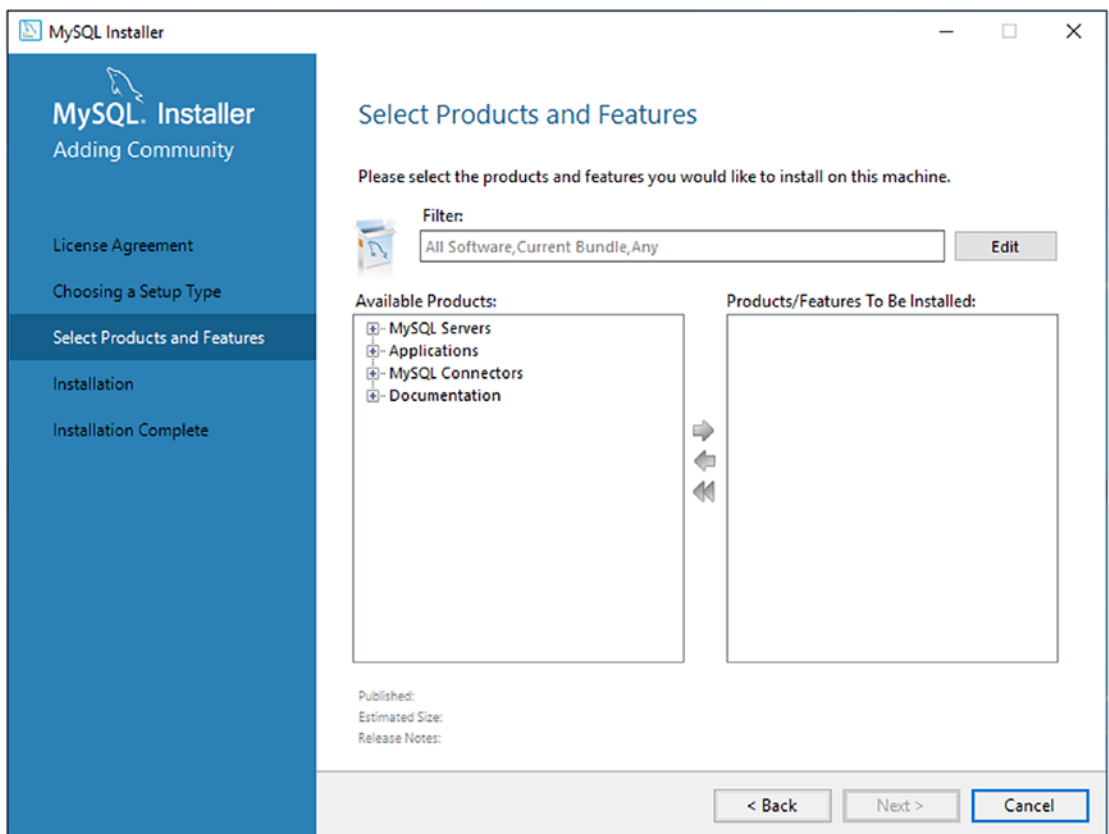 MySQL Installer
MySQL. Installer
Adding Community
License Agreement
Choosing a Setup Type
Select Products and Features
Installation
Installation Complete
Select Products and Features
Please select the products and features you would like to install on this machine.
Filter:
All Software,Current Bundle,Any
Edit
Available Products:
MySQL Servers
Applications
MySQL Connectors
Documentation
Products/Features To Be Installed:
Published:
Estimated Size:
Release Notes:
< Back
Next >
Cancel